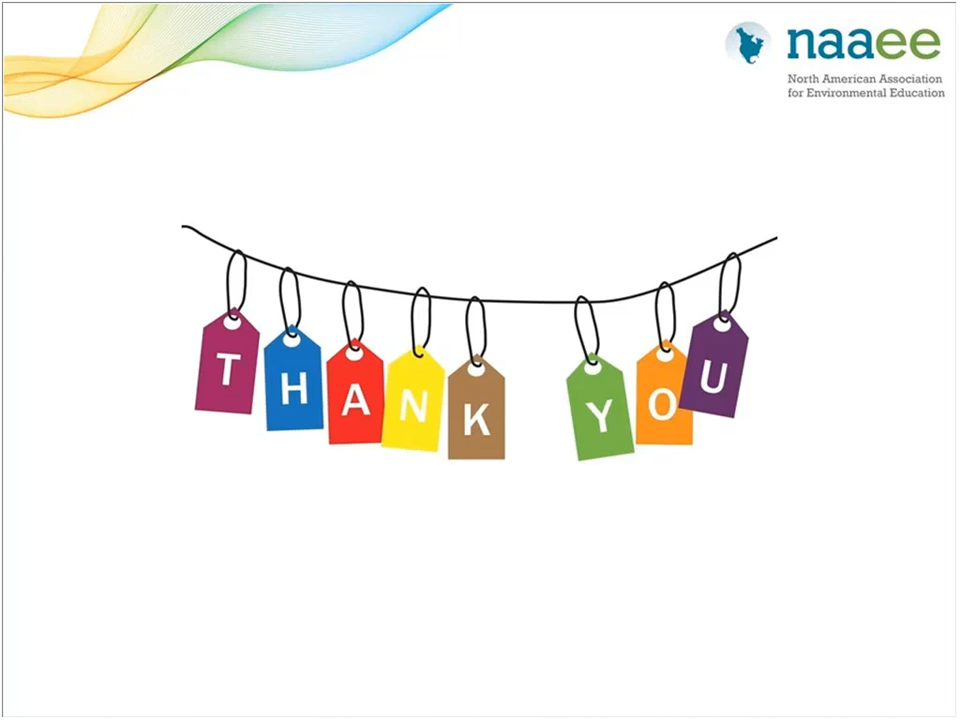 naaee
North American Association
for Environmental Education
THANK YOU